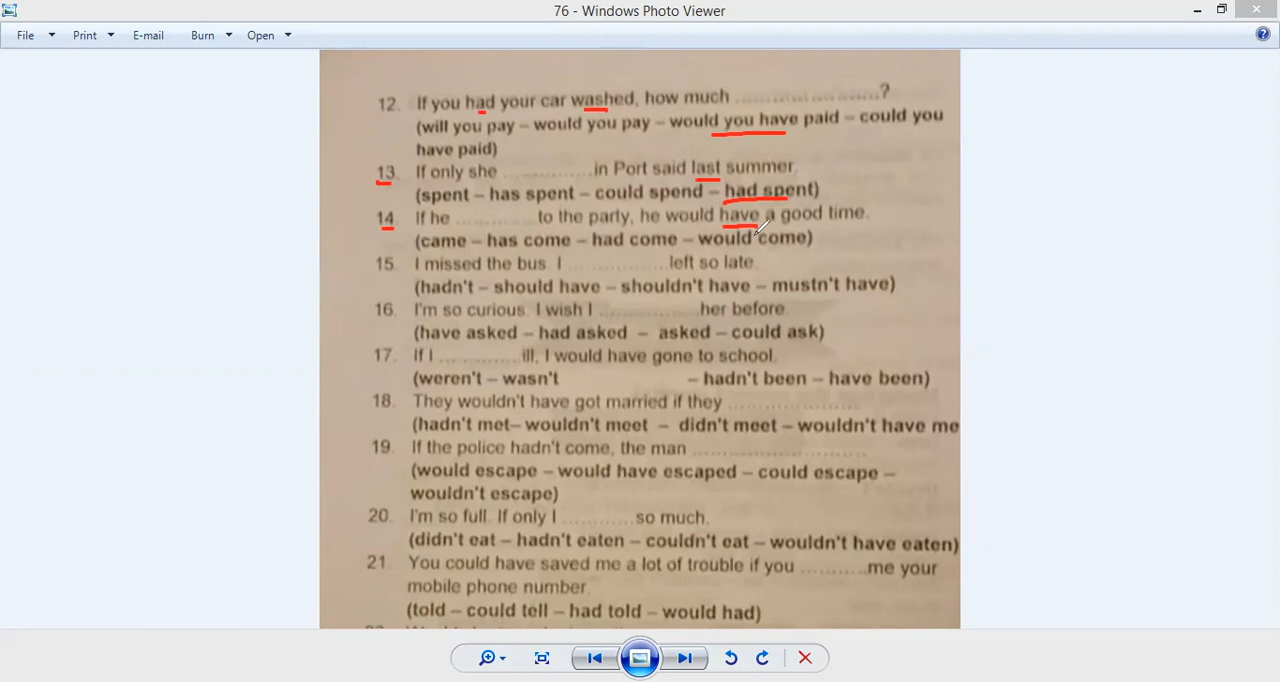 76 - Windows Photo Viewer
File Print E-mail Burn Open
12. If you had your car washed, how much ......................?
(will you pay – would you pay – would you have paid – could you
have paid)
13. If only she ..............in Port said last summer.
(spent – has spent – could spend – had spent)
14. If he ............. to the party, he would have a good time.
(came – has come – had come – would come)
15. I missed the bus. I ................left so late.
(hadn't – should have – shouldn't have – mustn't have)
16. I'm so curious. I wish I ................her before.
(have asked – had asked – asked – could ask)
17. If I .............ill, I would have gone to school.
(weren't – wasn't – hadn't been – have been)
18. They wouldn't have got married if they ....................
(hadn't met– wouldn't meet – didn't meet – wouldn't have me
19. If the police hadn't come, the man ..........................
(would escape – would have escaped – could escape –
wouldn't escape)
20. I'm so full. If only I ............so much.
(didn't eat – hadn't eaten – couldn't eat – wouldn't have eaten)
21. You could have saved me a lot of trouble if you ..........me your
mobile phone number.
(told – could tell – had told – would had)